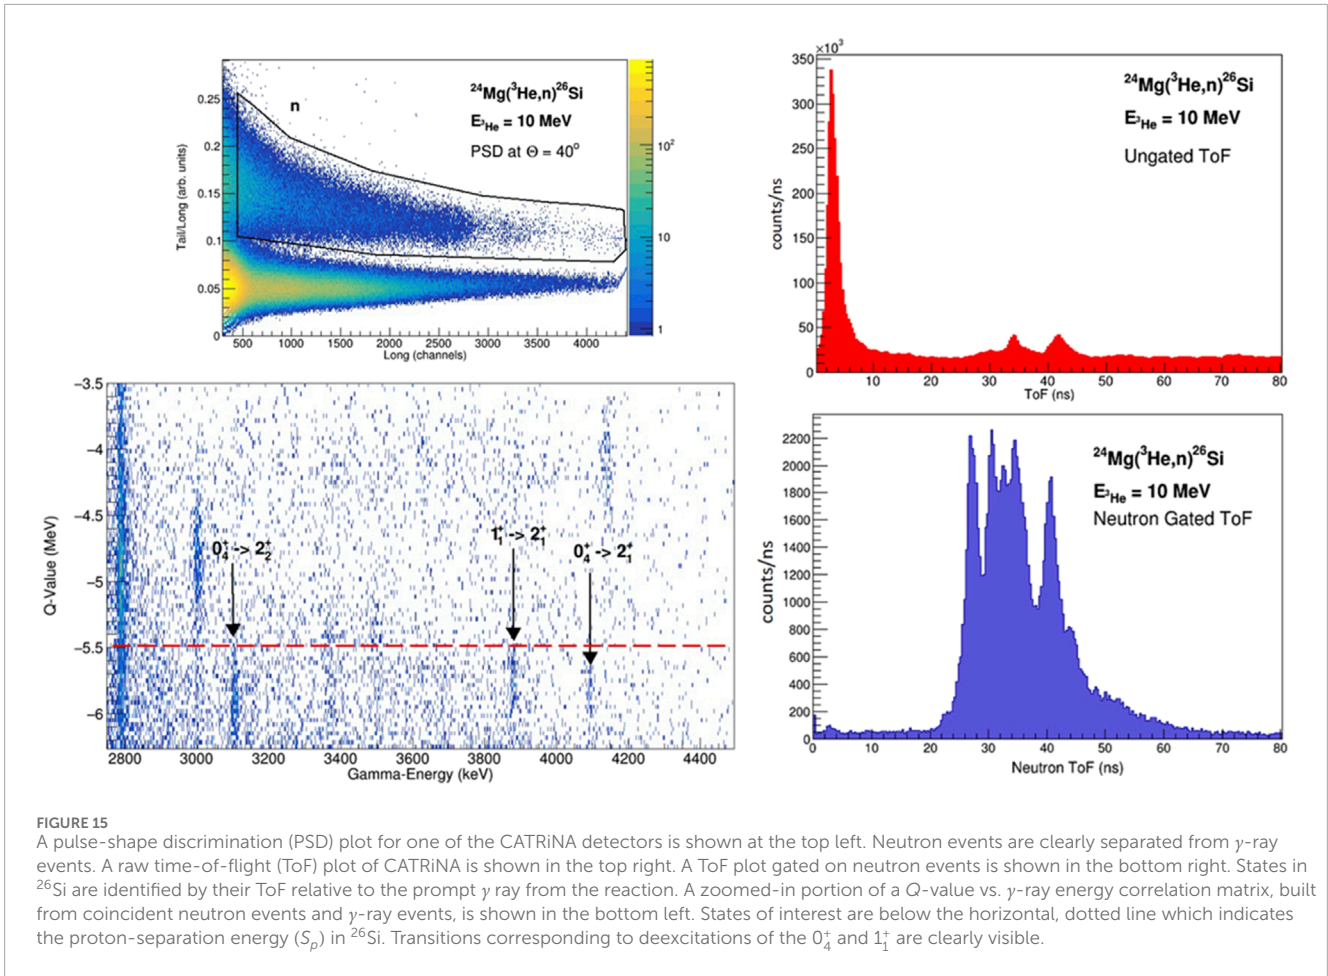 ²⁴Mg(³He,n)²⁶Si
E³He = 10 MeV
PSD at Θ = 40°
n
Tail/Long (arb. units)
0.25
0.2
0.15
0.1
0.05
0
500 1000 1500 2000 2500 3000 3500 4000
Long (channels)
10²
10
1
×10³
²⁴Mg(³He,n)²⁶Si
E³He = 10 MeV
Ungated ToF
counts/ns
350
300
250
200
150
100
50
0
10 20 30 40 50 60 70 80
ToF (ns)
Q-Value (MeV)
−3.5
−4
−4.5
−5
−5.5
−6
0₄⁺ -> 2₂⁺
1₁⁺ -> 2₁⁺
0₄⁺ -> 2₁⁺
2800 3000 3200 3400 3600 3800 4000 4200 4400
Gamma-Energy (keV)
²⁴Mg(³He,n)²⁶Si
E³He = 10 MeV
Neutron Gated ToF
counts/ns
2200
2000
1800
1600
1400
1200
1000
800
600
400
200
0
0 10 20 30 40 50 60 70 80
Neutron ToF (ns)
FIGURE 15
A pulse-shape discrimination (PSD) plot for one of the CATRiNA detectors is shown at the top left. Neutron events are clearly separated from γ-ray
events. A raw time-of-flight (ToF) plot of CATRiNA is shown in the top right. A ToF plot gated on neutron events is shown in the bottom right. States in
²⁶Si are identified by their ToF relative to the prompt γ ray from the reaction. A zoomed-in portion of a Q-value vs. γ-ray energy correlation matrix, built
from coincident neutron events and γ-ray events, is shown in the bottom left. States of interest are below the horizontal, dotted line which indicates
the proton-separation energy (Sₚ) in ²⁶Si. Transitions corresponding to deexcitations of the 0₄⁺ and 1₁⁺ are clearly visible.